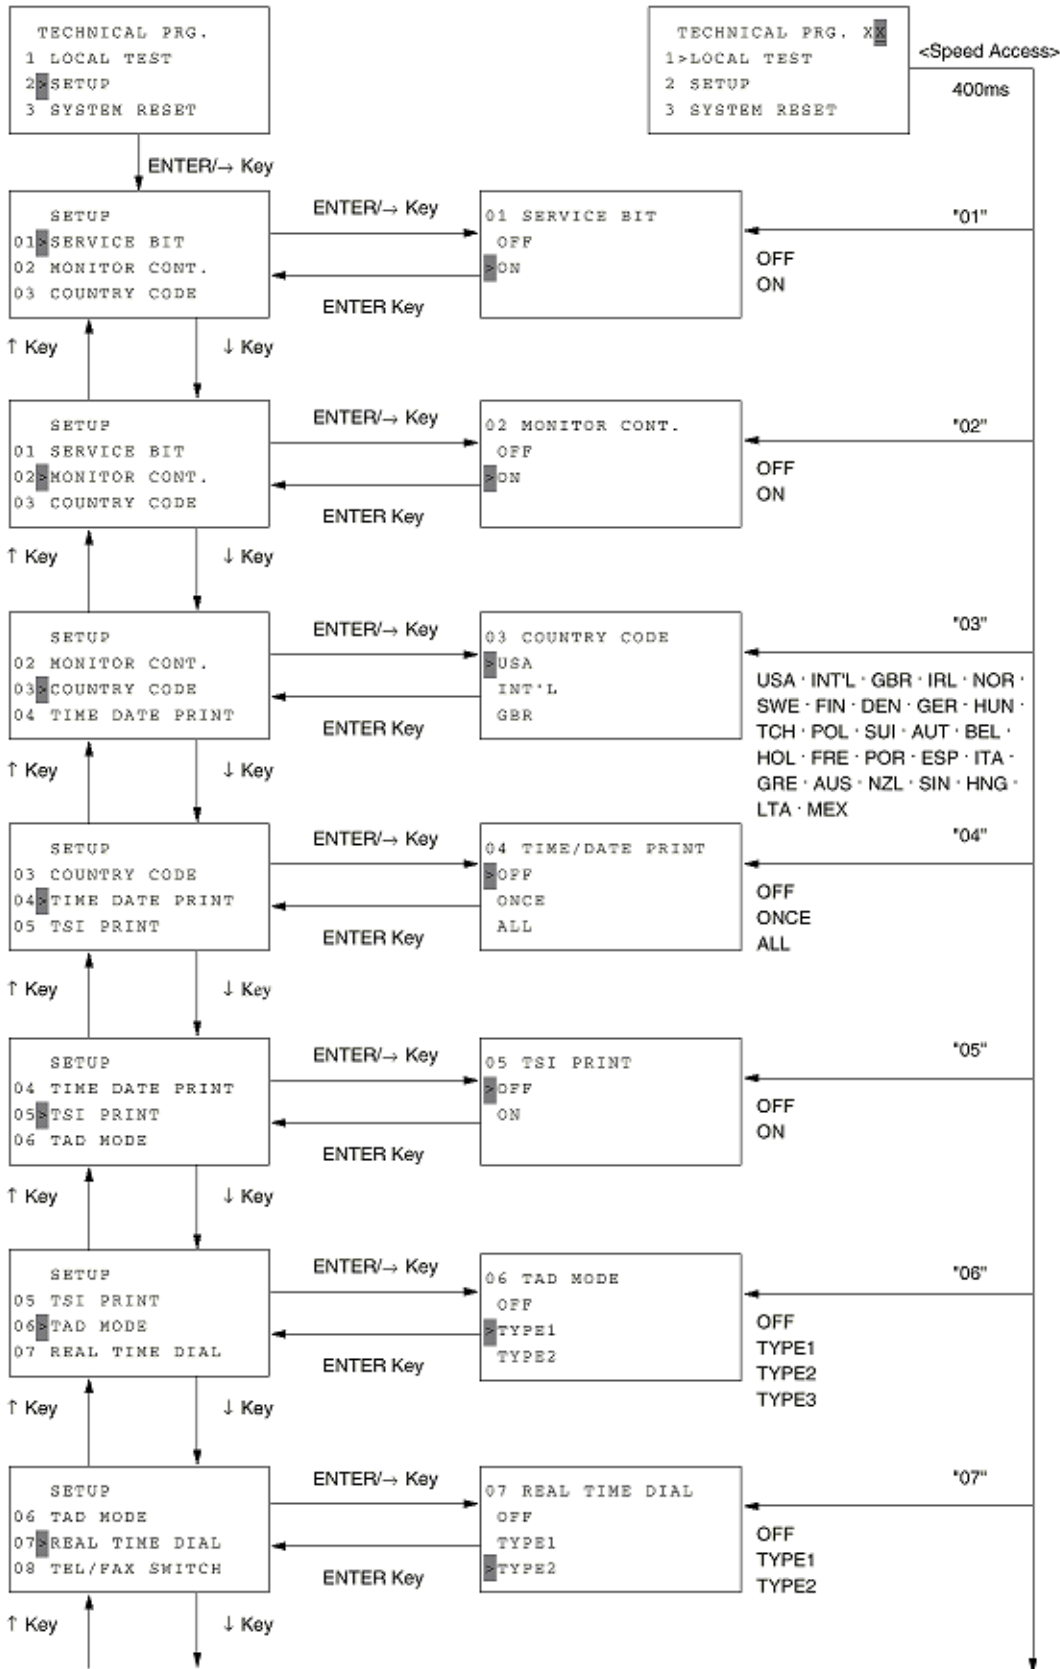 TECHNICAL PRG.
1 LOCAL TEST
2>SETUP
3 SYSTEM RESET
TECHNICAL PRG. XX
1>LOCAL TEST
2 SETUP
3 SYSTEM RESET
<Speed Access>
400ms
ENTER/→ Key
SETUP
01>SERVICE BIT
02 MONITOR CONT.
03 COUNTRY CODE
ENTER/→ Key
ENTER Key
01 SERVICE BIT
OFF
>ON
"01"
OFF
ON
↑ Key
↓ Key
SETUP
01 SERVICE BIT
02>MONITOR CONT.
03 COUNTRY CODE
ENTER/→ Key
ENTER Key
02 MONITOR CONT.
OFF
>ON
"02"
OFF
ON
↑ Key
↓ Key
SETUP
02 MONITOR CONT.
03>COUNTRY CODE
04 TIME DATE PRINT
ENTER/→ Key
ENTER Key
03 COUNTRY CODE
>USA
INT'L
GBR
"03"
USA · INT'L · GBR · IRL · NOR ·
SWE · FIN · DEN · GER · HUN ·
TCH · POL · SUI · AUT · BEL ·
HOL · FRE · POR · ESP · ITA ·
GRE · AUS · NZL · SIN · HNG ·
LTA · MEX
↑ Key
↓ Key
SETUP
03 COUNTRY CODE
04>TIME DATE PRINT
05 TSI PRINT
ENTER/→ Key
ENTER Key
04 TIME/DATE PRINT
>OFF
ONCE
ALL
"04"
OFF
ONCE
ALL
↑ Key
↓ Key
SETUP
04 TIME DATE PRINT
05>TSI PRINT
06 TAD MODE
ENTER/→ Key
ENTER Key
05 TSI PRINT
>OFF
ON
"05"
OFF
ON
↑ Key
↓ Key
SETUP
05 TSI PRINT
06>TAD MODE
07 REAL TIME DIAL
ENTER/→ Key
ENTER Key
06 TAD MODE
OFF
>TYPE1
TYPE2
"06"
OFF
TYPE1
TYPE2
TYPE3
↑ Key
↓ Key
SETUP
06 TAD MODE
07>REAL TIME DIAL
08 TEL/FAX SWITCH
ENTER/→ Key
ENTER Key
07 REAL TIME DIAL
OFF
TYPE1
>TYPE2
"07"
OFF
TYPE1
TYPE2
↑ Key
↓ Key